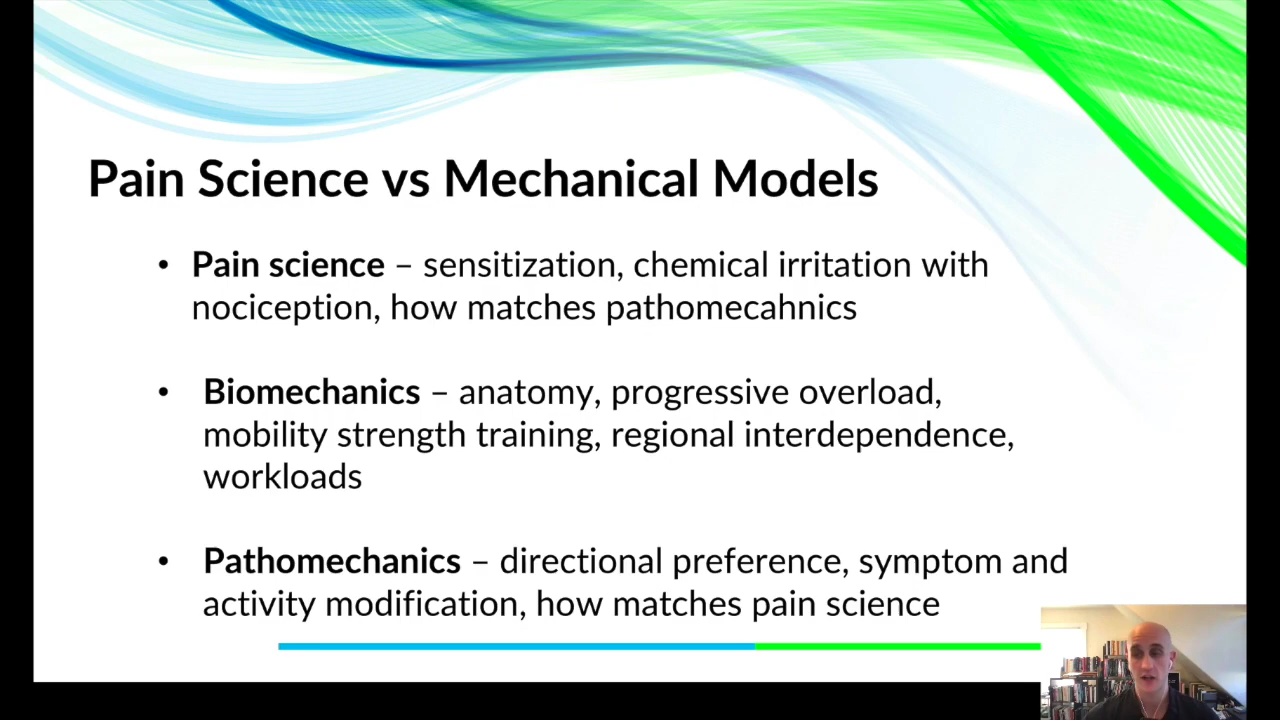 Pain Science vs Mechanical Models
• Pain science – sensitization, chemical irritation with
nociception, how matches pathomecahnics
• Biomechanics – anatomy, progressive overload,
mobility strength training, regional interdependence,
workloads
• Pathomechanics – directional preference, symptom and
activity modification, how matches pain science